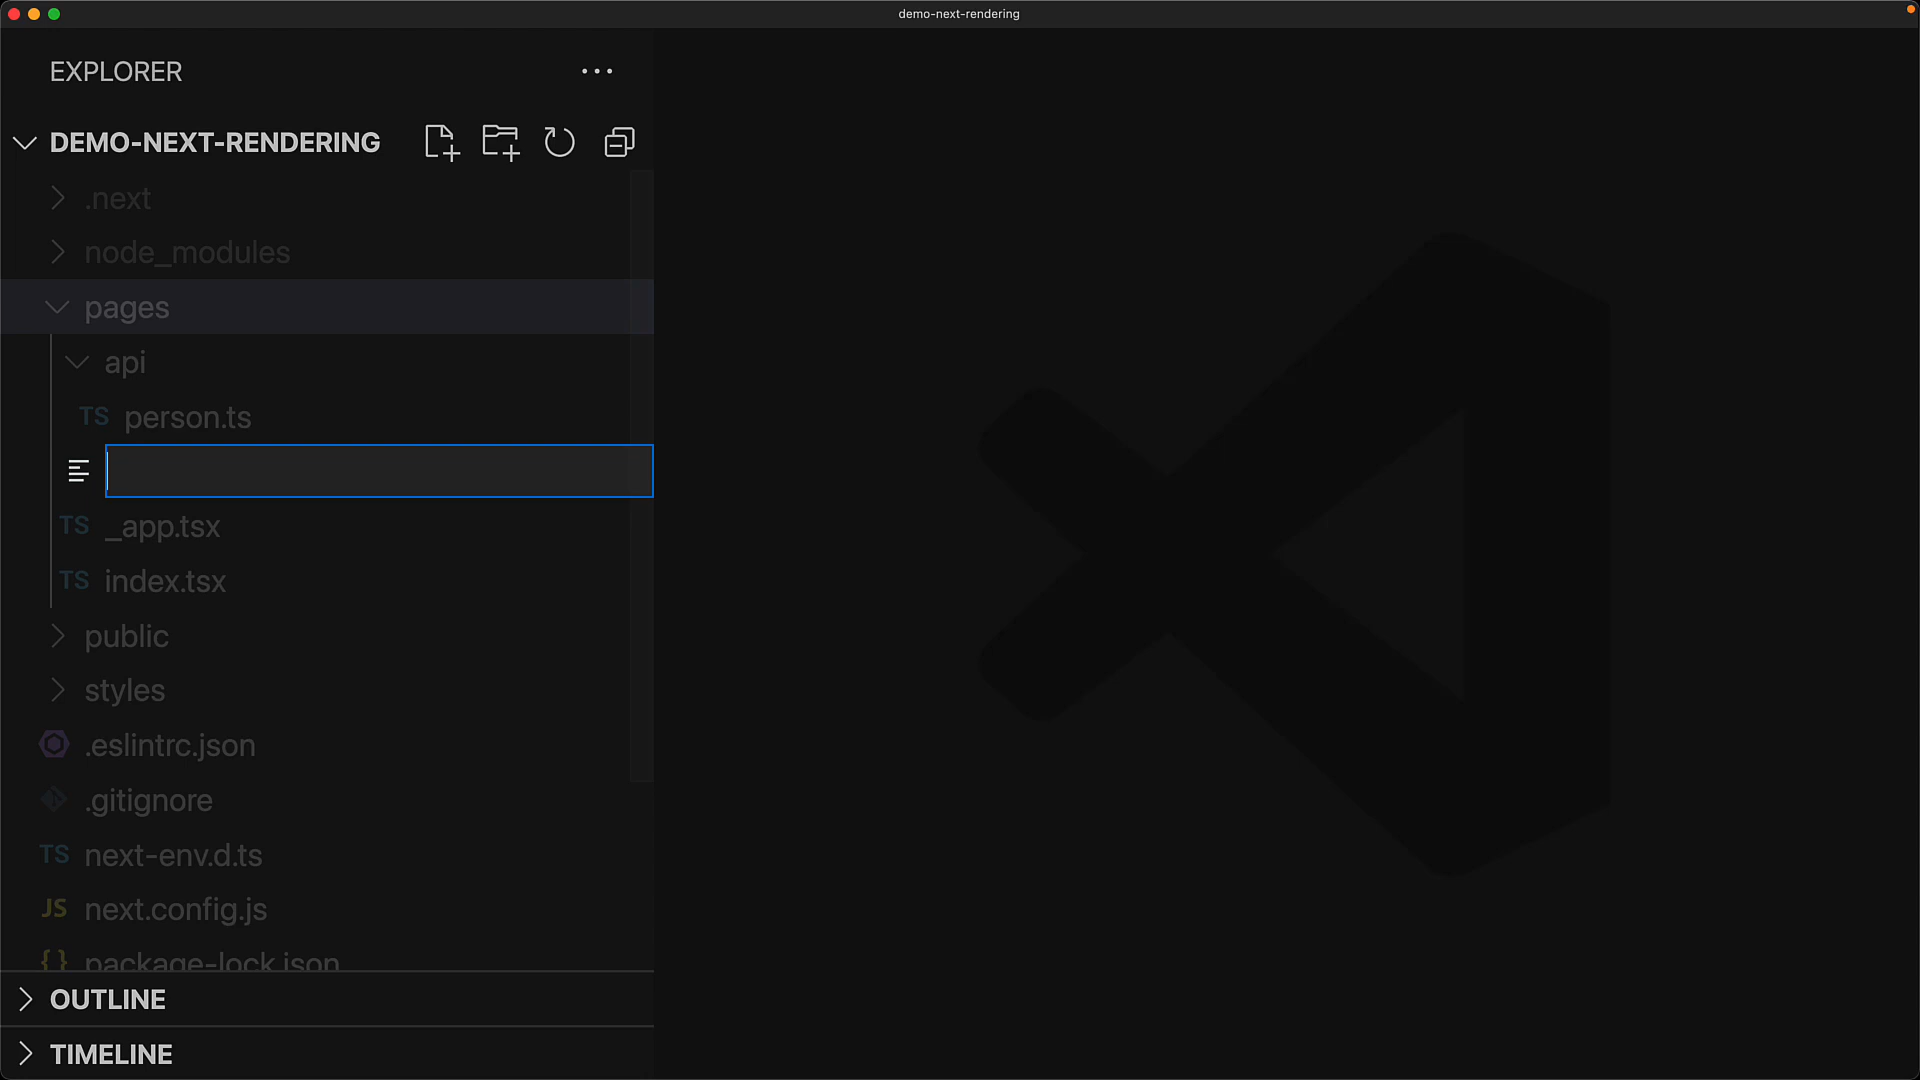 demo-next-rendering
EXPLORER
DEMO-NEXT-RENDERING
.next
node_modules
pages
api
TS person.ts
TS _app.tsx
TS index.tsx
public
styles
.eslintrc.json
.gitignore
TS next-env.d.ts
JS next.config.js
{ } package-lock.json
OUTLINE
TIMELINE